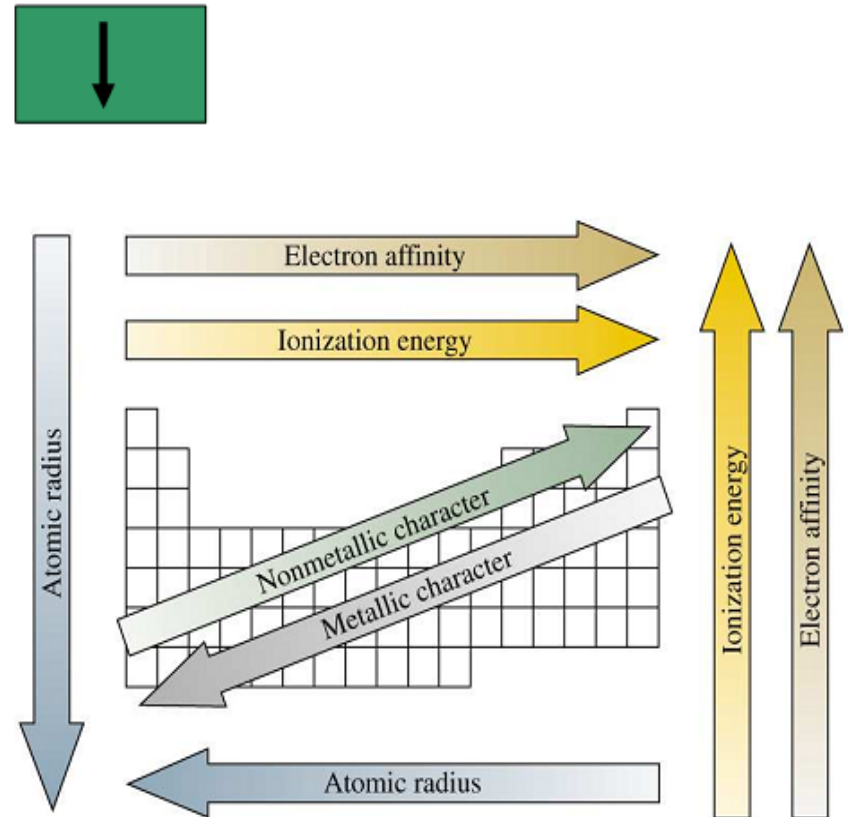 Electron affinity
Ionization energy
Atomic radius
Nonmetallic character
Metallic character
Ionization energy
Electron affinity
Atomic radius